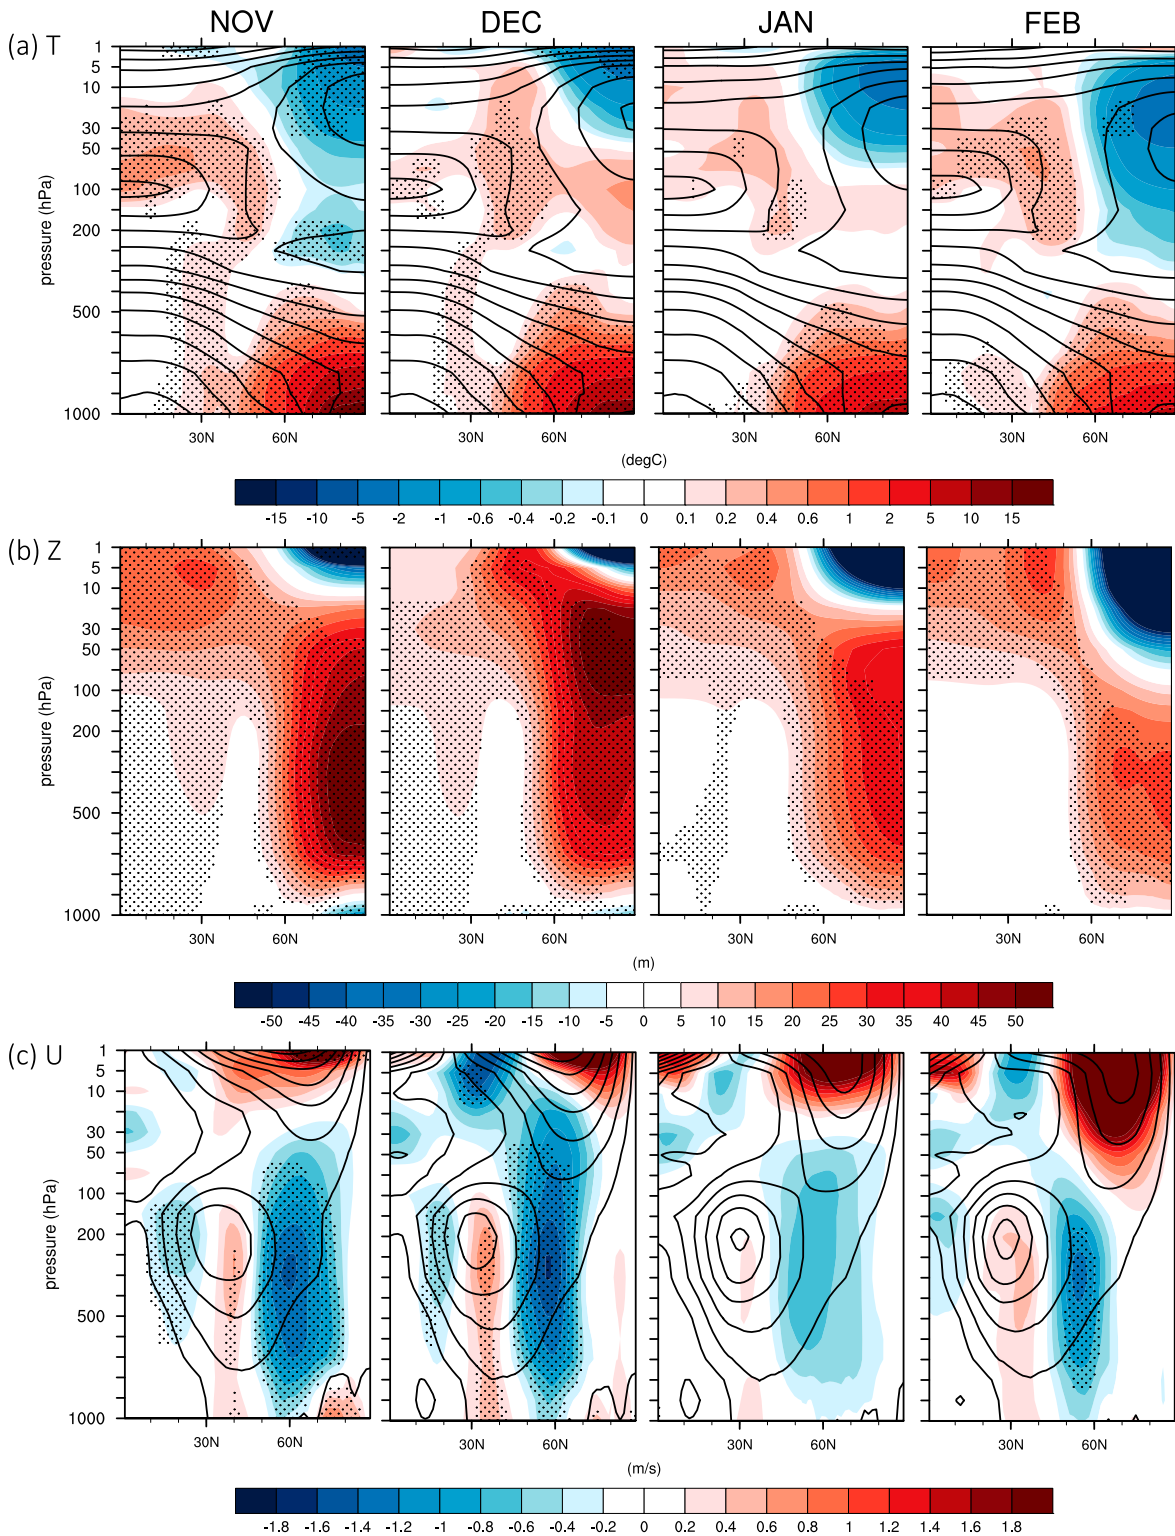 NOV DEC JAN FEB
(a) T
1
5
10
30
50
100
200
500
1000
pressure (hPa)
30N 60N 30N 60N 30N 60N 30N 60N
(degC)
-15 -10 -5 -2 -1 -0.6 -0.4 -0.2 -0.1 0 0.1 0.2 0.4 0.6 1 2 5 10 15
(b) Z
1
5
10
30
50
100
200
500
1000
pressure (hPa)
30N 60N 30N 60N 30N 60N 30N 60N
(m)
-50 -45 -40 -35 -30 -25 -20 -15 -10 -5 0 5 10 15 20 25 30 35 40 45 50
(c) U
1
5
10
30
50
100
200
500
1000
pressure (hPa)
30N 60N 30N 60N 30N 60N 30N 60N
(m/s)
-1.8 -1.6 -1.4 -1.2 -1 -0.8 -0.6 -0.4 -0.2 0 0.2 0.4 0.6 0.8 1 1.2 1.4 1.6 1.8